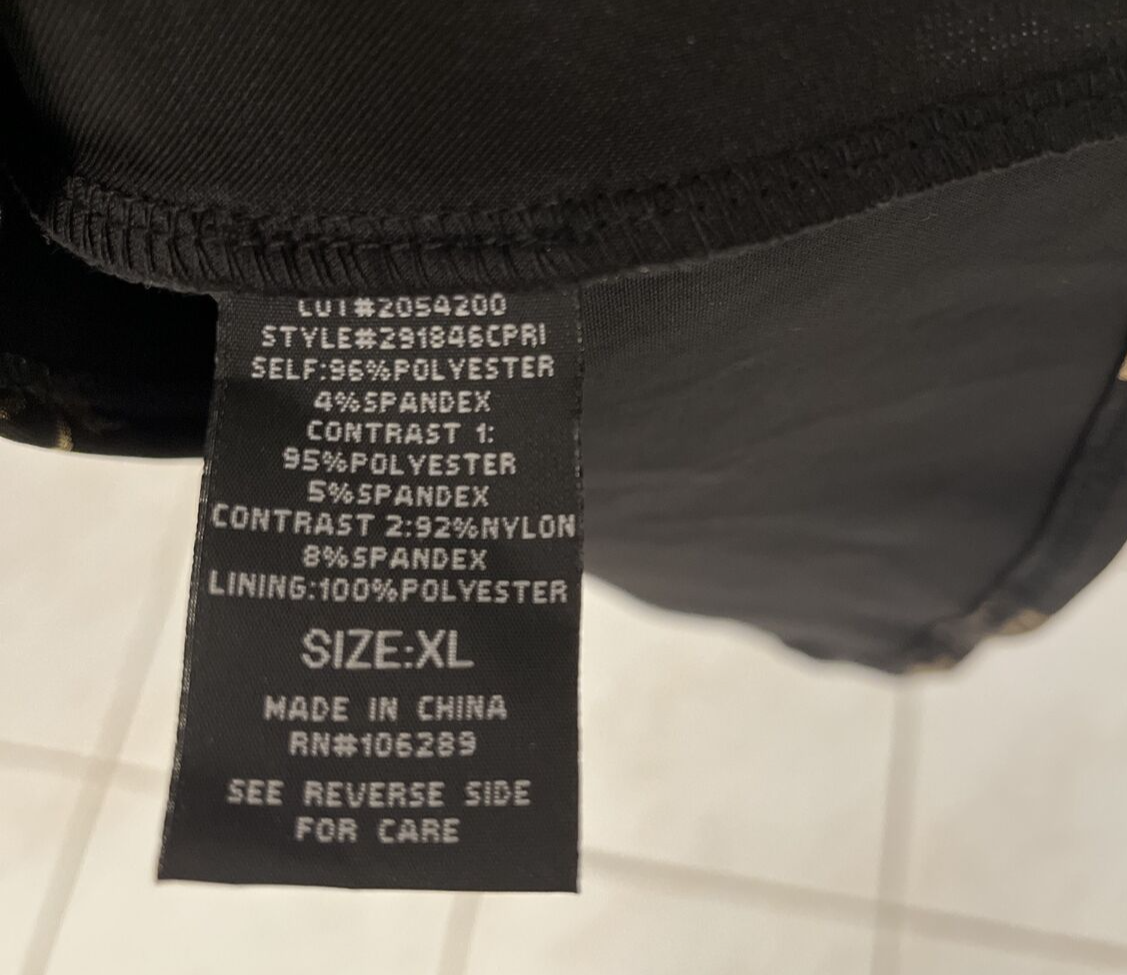 CUT#2054200
STYLE#291846CPRI
SELF:96%POLYESTER
4%SPANDEX
CONTRAST 1:
95%POLYESTER
5%SPANDEX
CONTRAST 2:92%NYLON
8%SPANDEX
LINING:100%POLYESTER
SIZE:XL
MADE IN CHINA
RN#106289
SEE REVERSE SIDE
FOR CARE